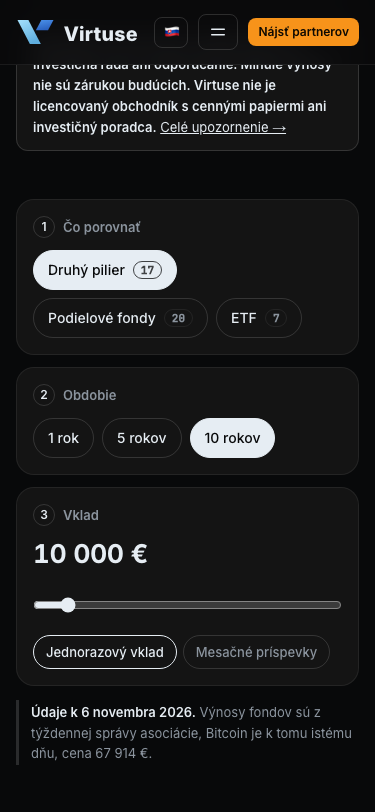 Virtuse
Nájsť partnerov
investičná rada ani odporúčanie. Minulé výnosy
nie sú zárukou budúcich. Virtuse nie je
licencovaný obchodník s cennými papiermi ani
investičný poradca. Celé upozornenie →
1 Čo porovnať
Druhý pilier 17
Podielové fondy 20 ETF 7
2 Obdobie
1 rok 5 rokov 10 rokov
3 Vklad
10 000 €
Jednorazový vklad Mesačné príspevky
Údaje k 6 novembra 2026. Výnosy fondov sú z
týždennej správy asociácie, Bitcoin je k tomu istému
dňu, cena 67 914 €.